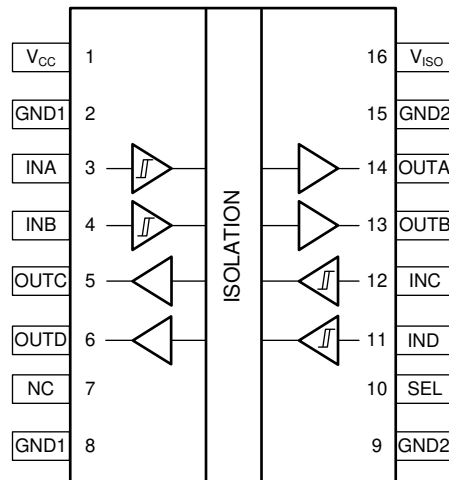 VCC 1 16 VISO
GND1 2 15 GND2
INA 3 14 OUTA
INB 4 13 OUTB
OUTC 5 12 INC
OUTD 6 11 IND
NC 7 10 SEL
GND1 8 9 GND2
ISOLATION